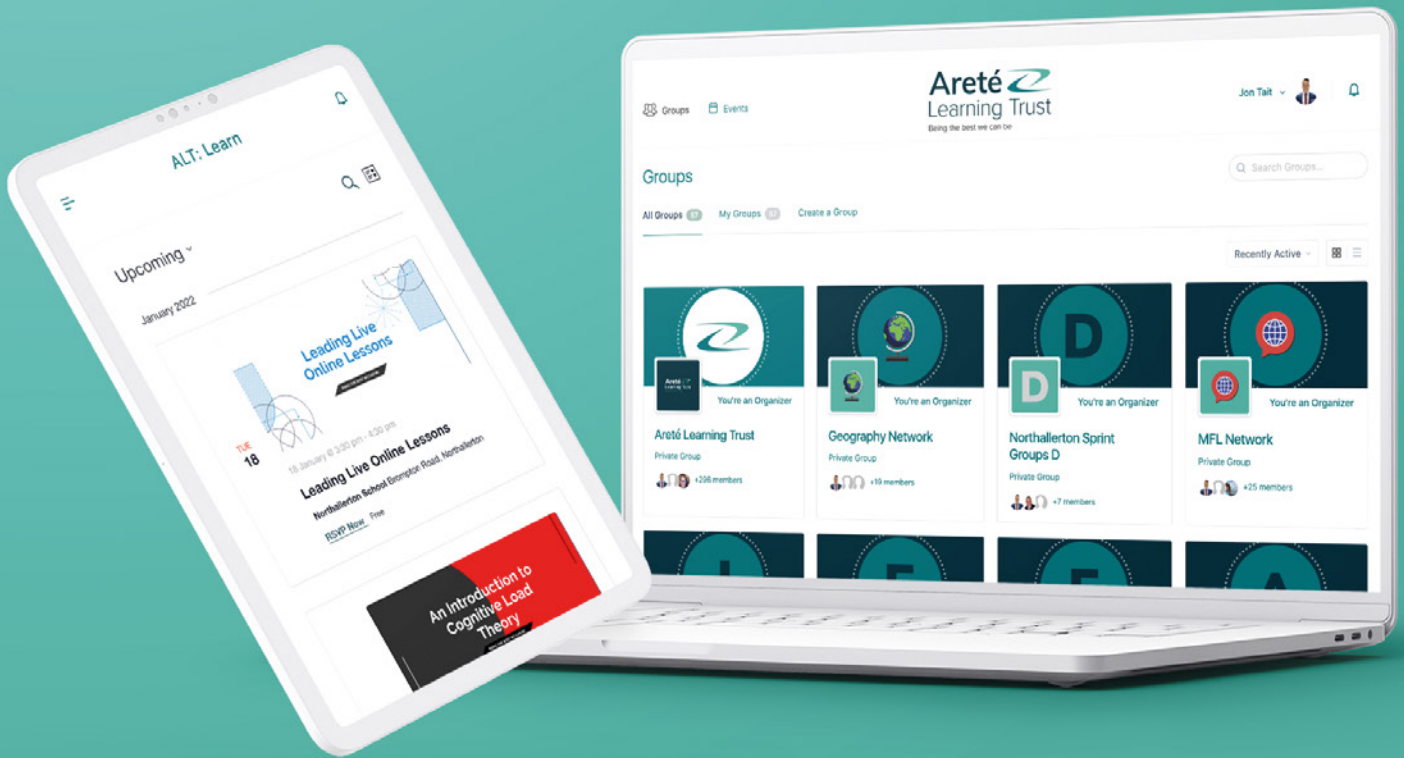 ALT: Learn
Upcoming
January 2022
Leading Live
Online Lessons
TUE
18
18 January @ 3:30 pm - 4:30 pm
Leading Live Online Lessons
Northallerton School Brompton Road, Northallerton
RSVP Now Free
An Introduction to
Cognitive Load
Theory
Groups Events
Areté
Learning Trust
Being the best we can be
Jon Tait
Groups
Search Groups...
All Groups My Groups Create a Group
Recently Active
Areté
Learning Trust
You're an Organizer
Areté Learning Trust
Private Group
+296 members
You're an Organizer
Geography Network
Private Group
+19 members
D
D
You're an Organizer
Northallerton Sprint
Groups D
Private Group
+7 members
You're an Organizer
MFL Network
Private Group
+25 members
A